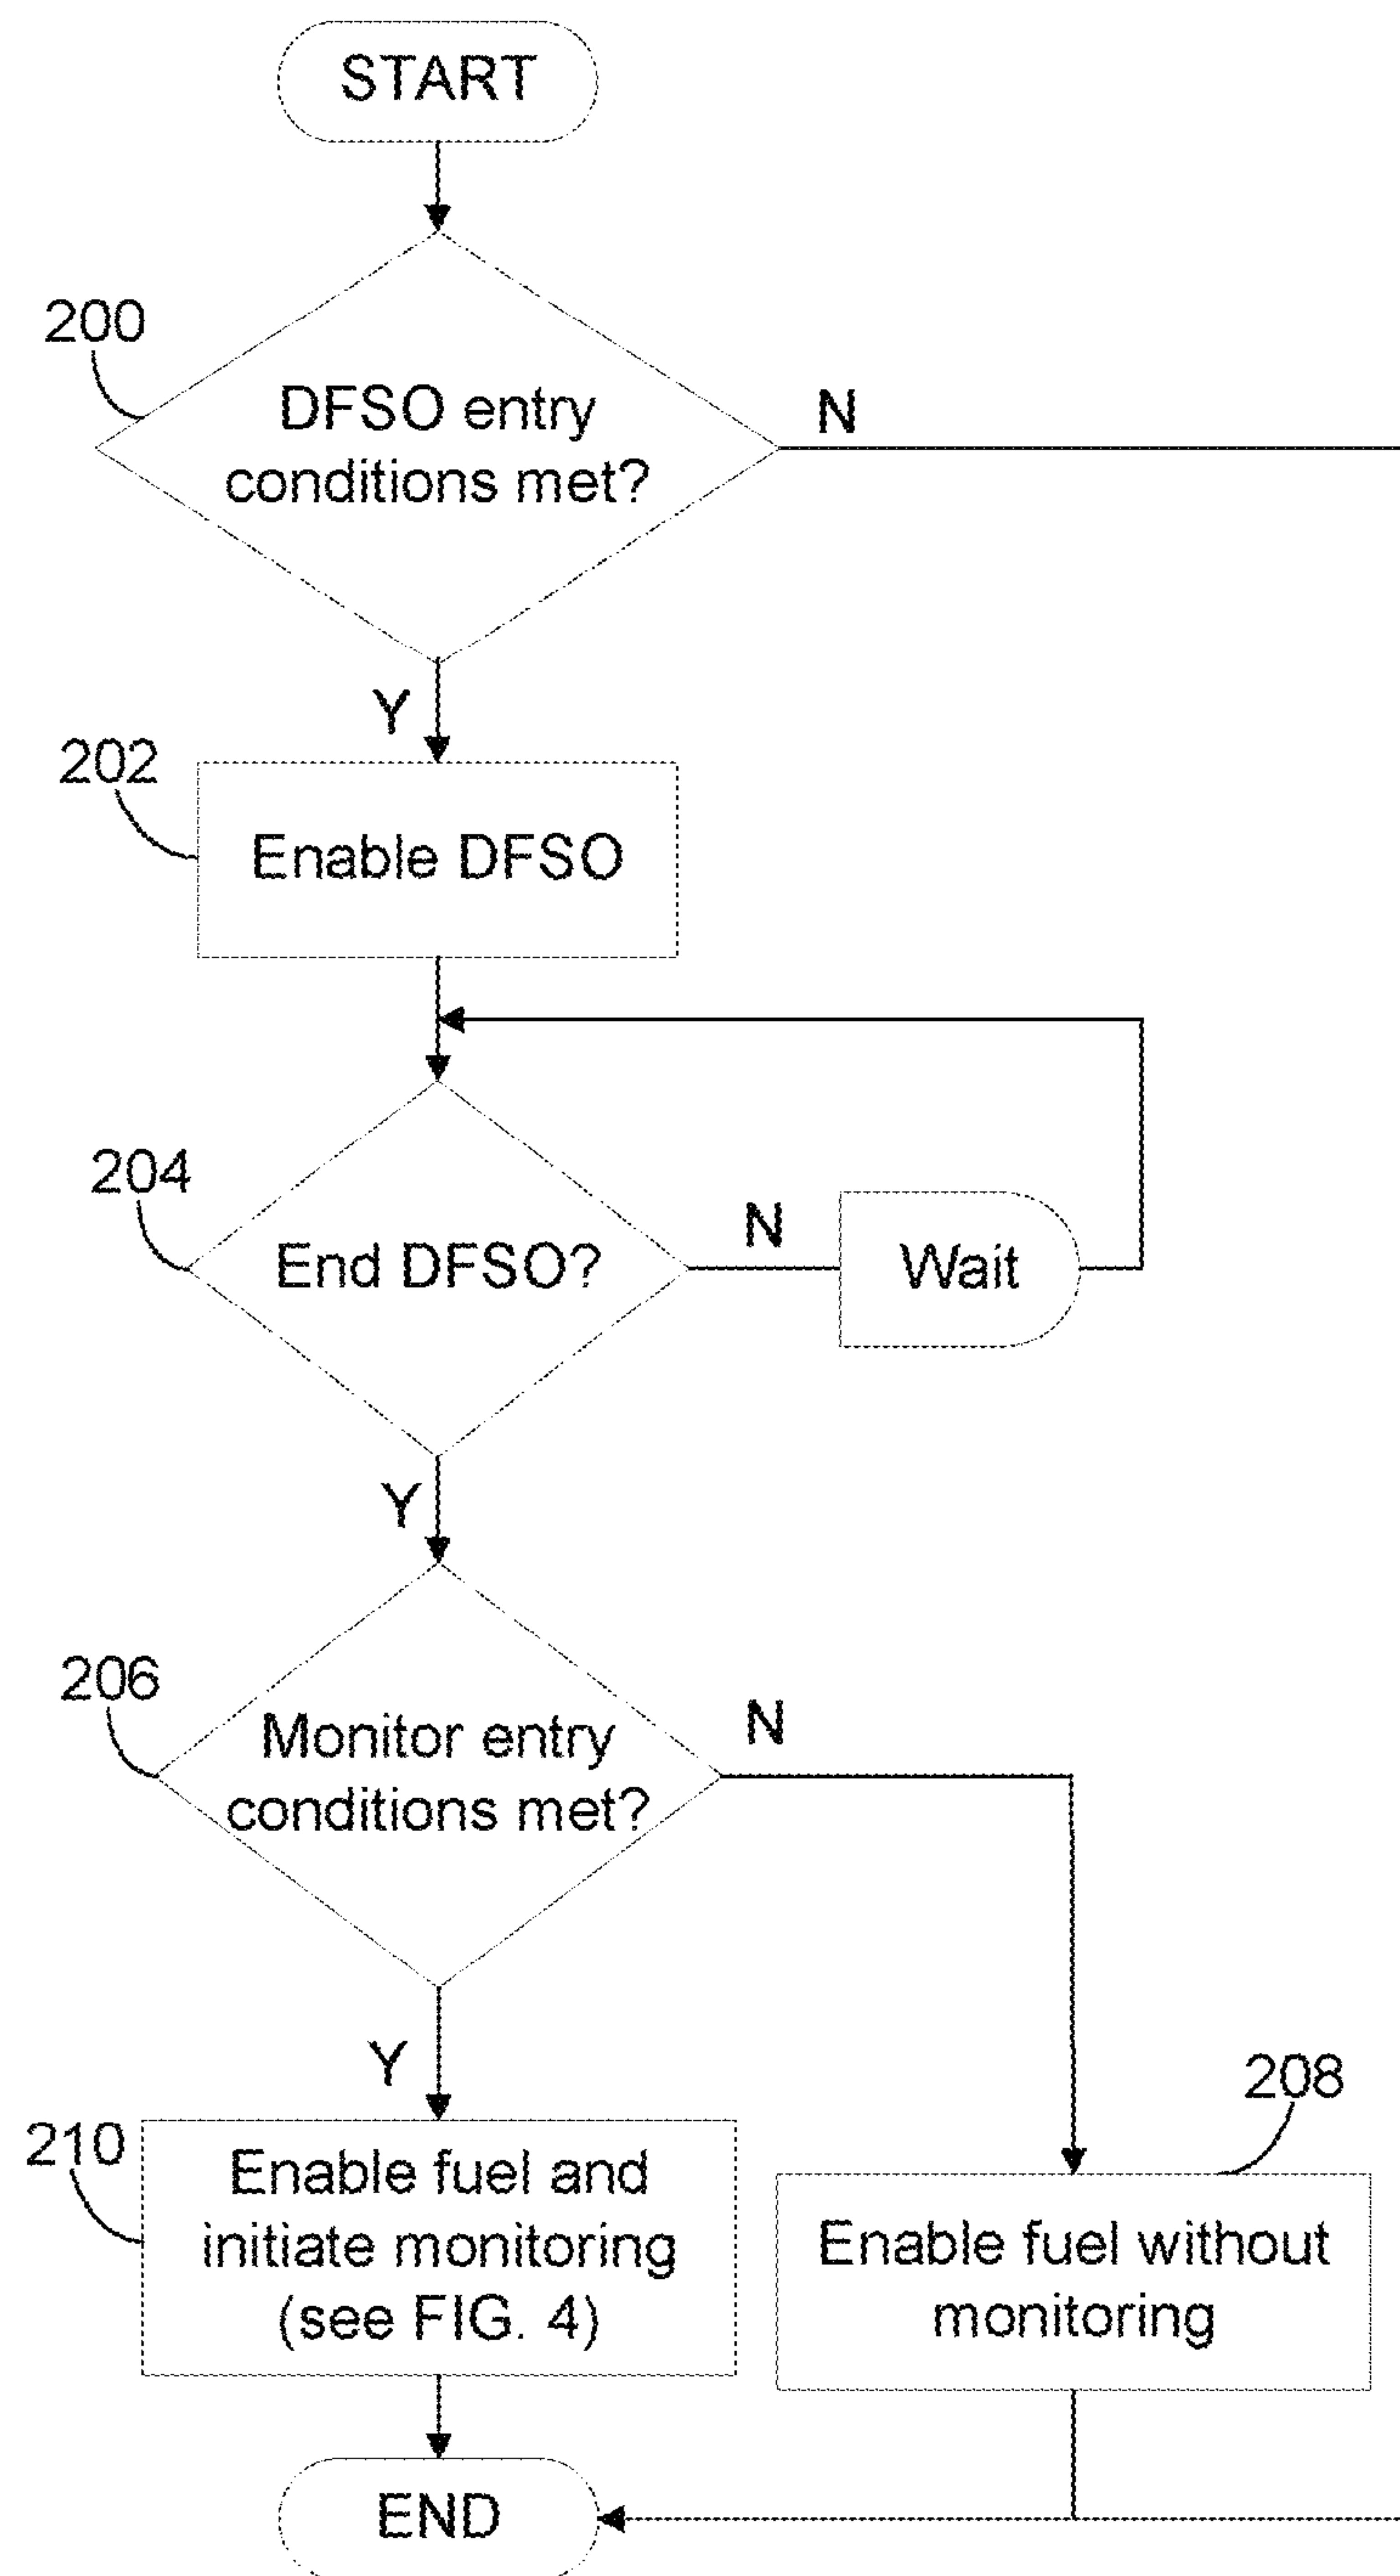 START
200
DFSO entry
conditions met?
N
Y
202
Enable DFSO
204
End DFSO?
N
Wait
Y
206
Monitor entry
conditions met?
N
Y
208
210
Enable fuel and
initiate monitoring
(see FIG. 4)
Enable fuel without
monitoring
END